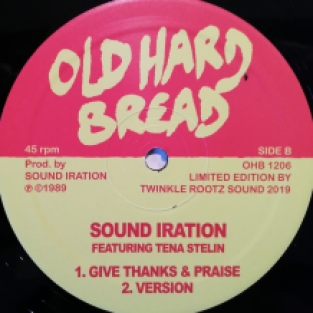 OLD HARD
BREAD
45 rpm
Prod. by
SOUND IRATION
℗©1989
SIDE B
OHB 1206
LIMITED EDITION BY
TWINKLE ROOTZ SOUND 2019
SOUND IRATION
FEATURING TENA STELIN
1. GIVE THANKS & PRAISE
2. VERSION